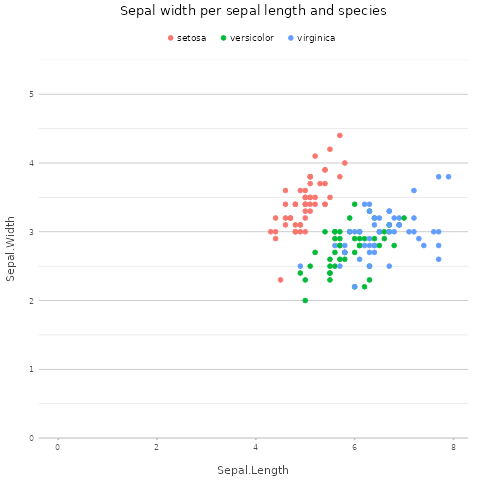 Sepal width per sepal length and species
setosa versicolor virginica
5
4
3
2
1
0
Sepal.Width
0 2 4 6 8
Sepal.Length